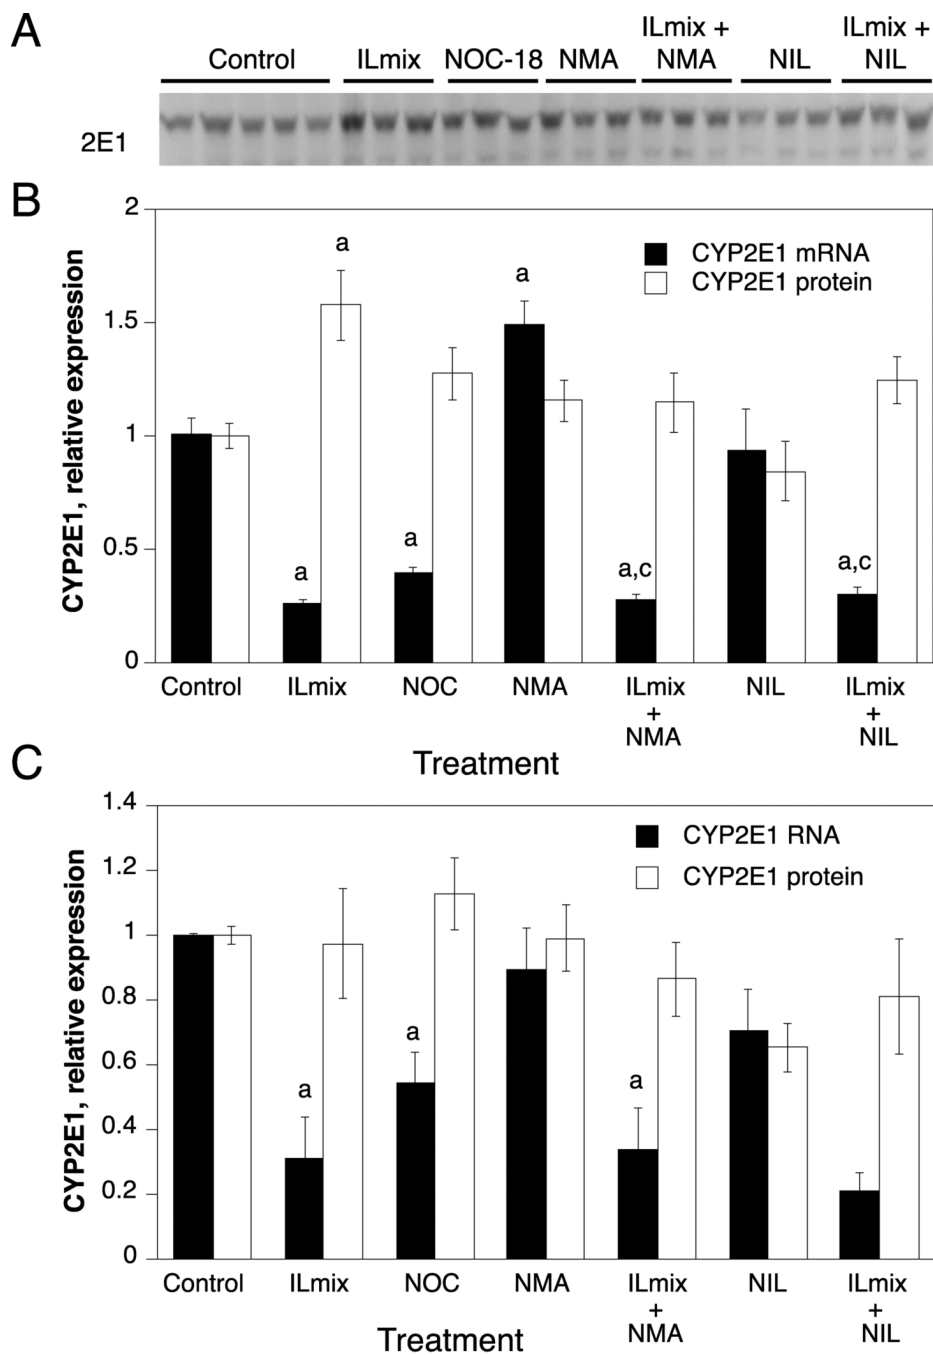 A
Control ILmix NOC-18 NMA ILmix + NMA NIL ILmix + NIL
2E1
B
CYP2E1, relative expression
2
1.5
1
0.5
0
CYP2E1 mRNA
CYP2E1 protein
a
a
a
a
a,c
a,c
Control ILmix NOC NMA ILmix + NMA NIL ILmix + NIL
Treatment
C
CYP2E1, relative expression
1.4
1.2
1
0.8
0.6
0.4
0.2
0
CYP2E1 RNA
CYP2E1 protein
a
a
a
Control ILmix NOC NMA ILmix + NMA NIL ILmix + NIL
Treatment